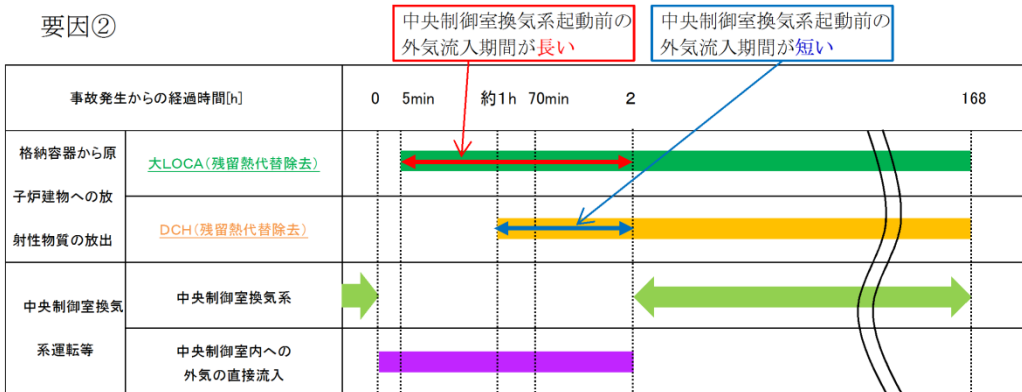 要因②
中央制御室換気系起動前の
外気流入期間が長い
中央制御室換気系起動前の
外気流入期間が短い
事故発生からの経過時間[h]
0
5min
約1h
70min
2
168
格納容器から原
子炉建物への放
射性物質の放出
大LOCA(残留熱代替除去)
DCH(残留熱代替除去)
中央制御室換気
系運転等
中央制御室換気系
中央制御室内への
外気の直接流入